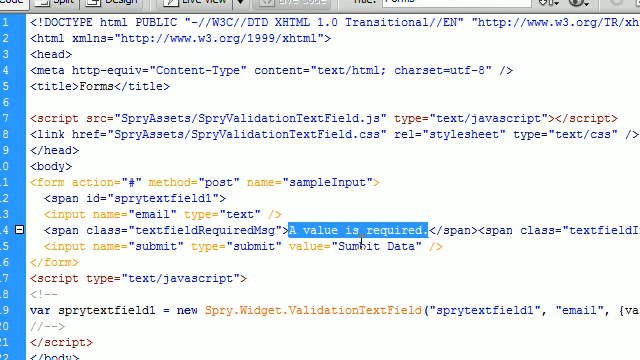 Code Split Design Live View Live Code Title: Forms
1 <!DOCTYPE html PUBLIC "-//W3C//DTD XHTML 1.0 Transitional//EN" "http://www.w3.org/TR/xh
2 <html xmlns="http://www.w3.org/1999/xhtml">
3 <head>
4 <meta http-equiv="Content-Type" content="text/html; charset=utf-8" />
5 <title>Forms</title>
6
7 <script src="SpryAssets/SpryValidationTextField.js" type="text/javascript"></script>
8 <link href="SpryAssets/SpryValidationTextField.css" rel="stylesheet" type="text/css" />
9 </head>
10 <body>
11 <form action="#" method="post" name="sampleInput">
12 <span id="sprytextfield1">
13 <input name="email" type="text" />
14 <span class="textfieldRequiredMsg">A value is required.</span><span class="textfieldI
15 <input name="submit" type="submit" value="Sumbit Data" />
16 </form>
17 <script type="text/javascript">
18 <!--
19 var sprytextfield1 = new Spry.Widget.ValidationTextField("sprytextfield1", "email", {va
20 //-->
21 </script>
22 </body>